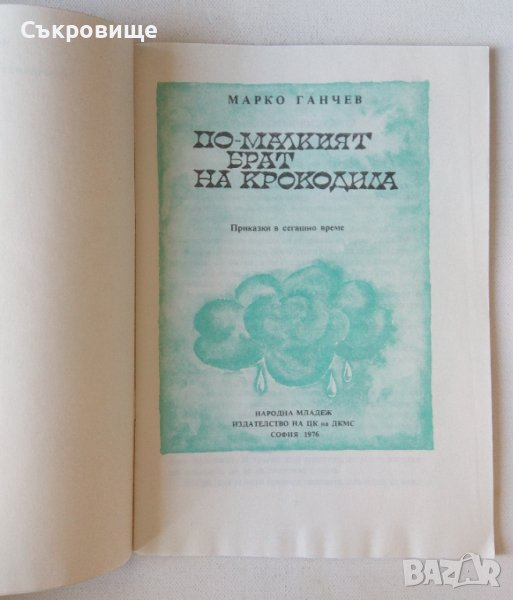 Съкровище
МАРКО ГАНЧЕВ
ПО-МАЛКИЯТ
БРАТ
НА КРОКОДИЛА
Приказки в сегашно време
НАРОДНА МЛАДЕЖ
ИЗДАТЕЛСТВО НА ЦК на ДКМС
СОФИЯ 1976
BAZAR